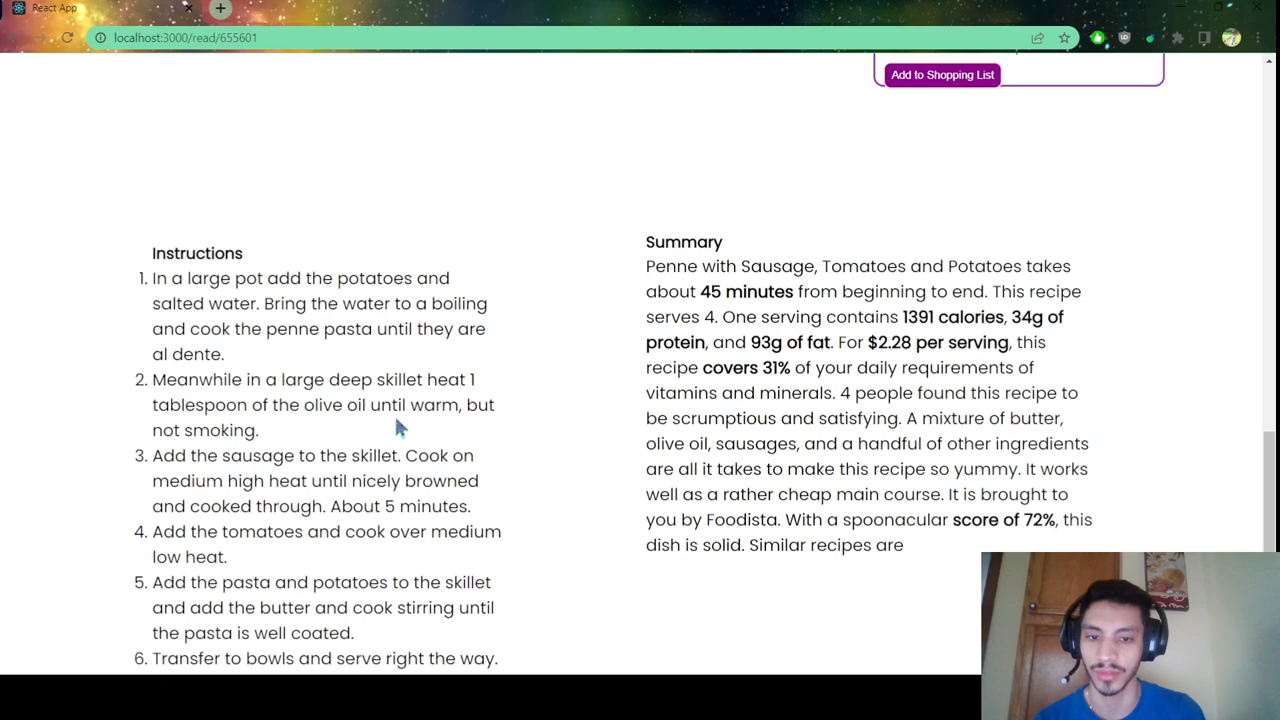 React App
localhost:3000/read/655601
Add to Shopping List
Instructions
1. In a large pot add the potatoes and
salted water. Bring the water to a boiling
and cook the penne pasta until they are
al dente.
2. Meanwhile in a large deep skillet heat 1
tablespoon of the olive oil until warm, but
not smoking.
3. Add the sausage to the skillet. Cook on
medium high heat until nicely browned
and cooked through. About 5 minutes.
4. Add the tomatoes and cook over medium
low heat.
5. Add the pasta and potatoes to the skillet
and add the butter and cook stirring until
the pasta is well coated.
6. Transfer to bowls and serve right the way.
Summary
Penne with Sausage, Tomatoes and Potatoes takes
about 45 minutes from beginning to end. This recipe
serves 4. One serving contains 1391 calories, 34g of
protein, and 93g of fat. For $2.28 per serving, this
recipe covers 31% of your daily requirements of
vitamins and minerals. 4 people found this recipe to
be scrumptious and satisfying. A mixture of butter,
olive oil, sausages, and a handful of other ingredients
are all it takes to make this recipe so yummy. It works
well as a rather cheap main course. It is brought to
you by Foodista. With a spoonacular score of 72%, this
dish is solid. Similar recipes are